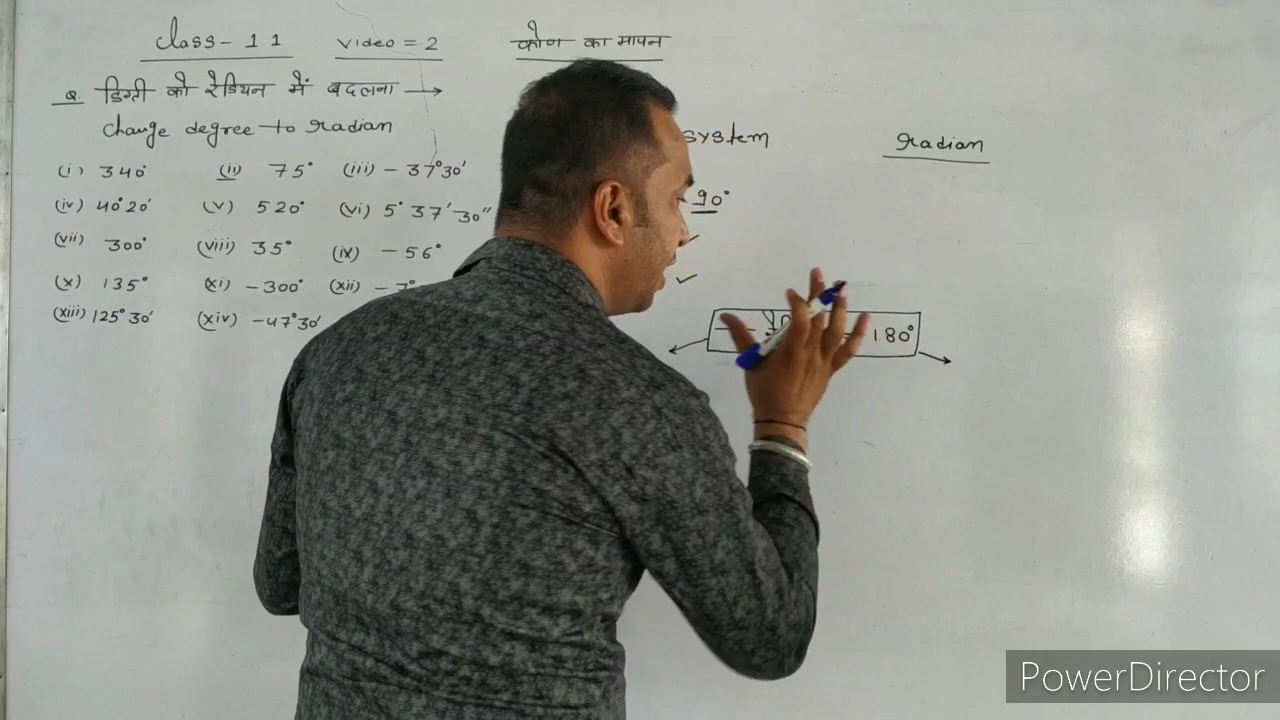 Class - 11 Video = 2 कोण का मापन
Q. डिग्री को रेडियन में बदलना →
Change degree to radian
system radian
(i) 340° (ii) 75° (iii) - 37°30'
90°
(iv) 40°20' (v) 520° (vi) 5° 37' 30"
(vii) 300° (viii) 35° (ix) - 56°
(x) 135° (xi) - 300° (xii) - 7°
(xiii) 125°30' (xiv) - 47°30'
180°
PowerDirector